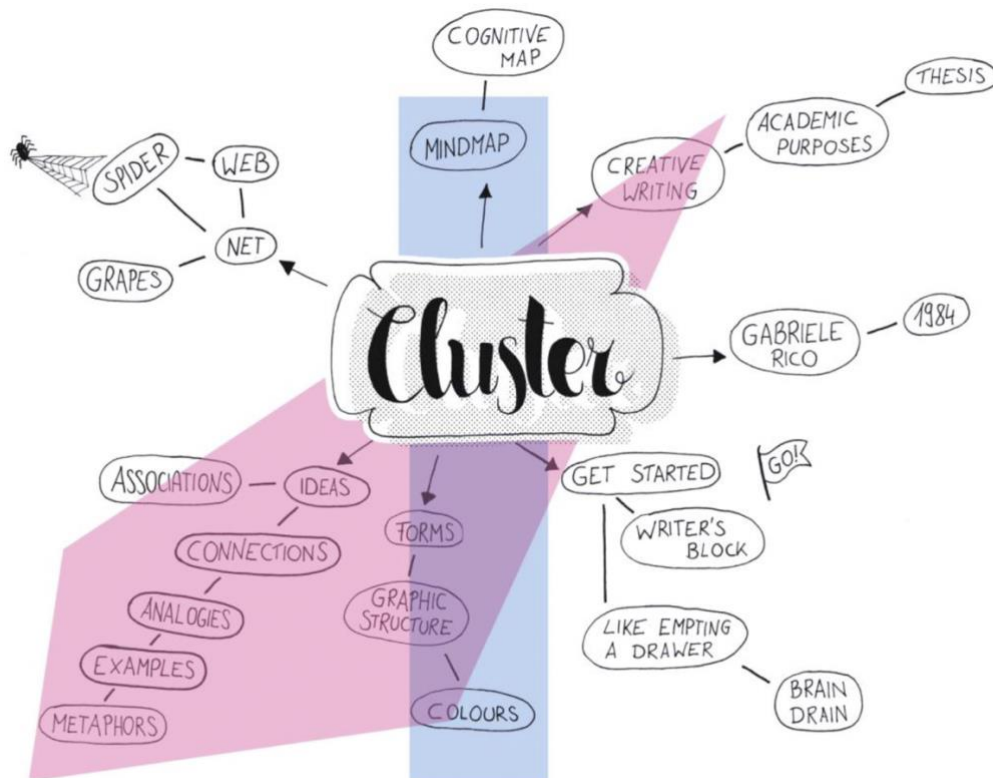 COGNITIVE
MAP
MINDMAP
THESIS
ACADEMIC
PURPOSES
CREATIVE
WRITING
SPIDER
WEB
NET
GRAPES
Cluster
GABRIELE
RICO
1984
ASSOCIATIONS
IDEAS
CONNECTIONS
ANALOGIES
EXAMPLES
METAPHORS
FORMS
GRAPHIC
STRUCTURE
COLOURS
GET STARTED
GO!
WRITER'S
BLOCK
LIKE EMPTING
A DRAWER
BRAIN
DRAIN